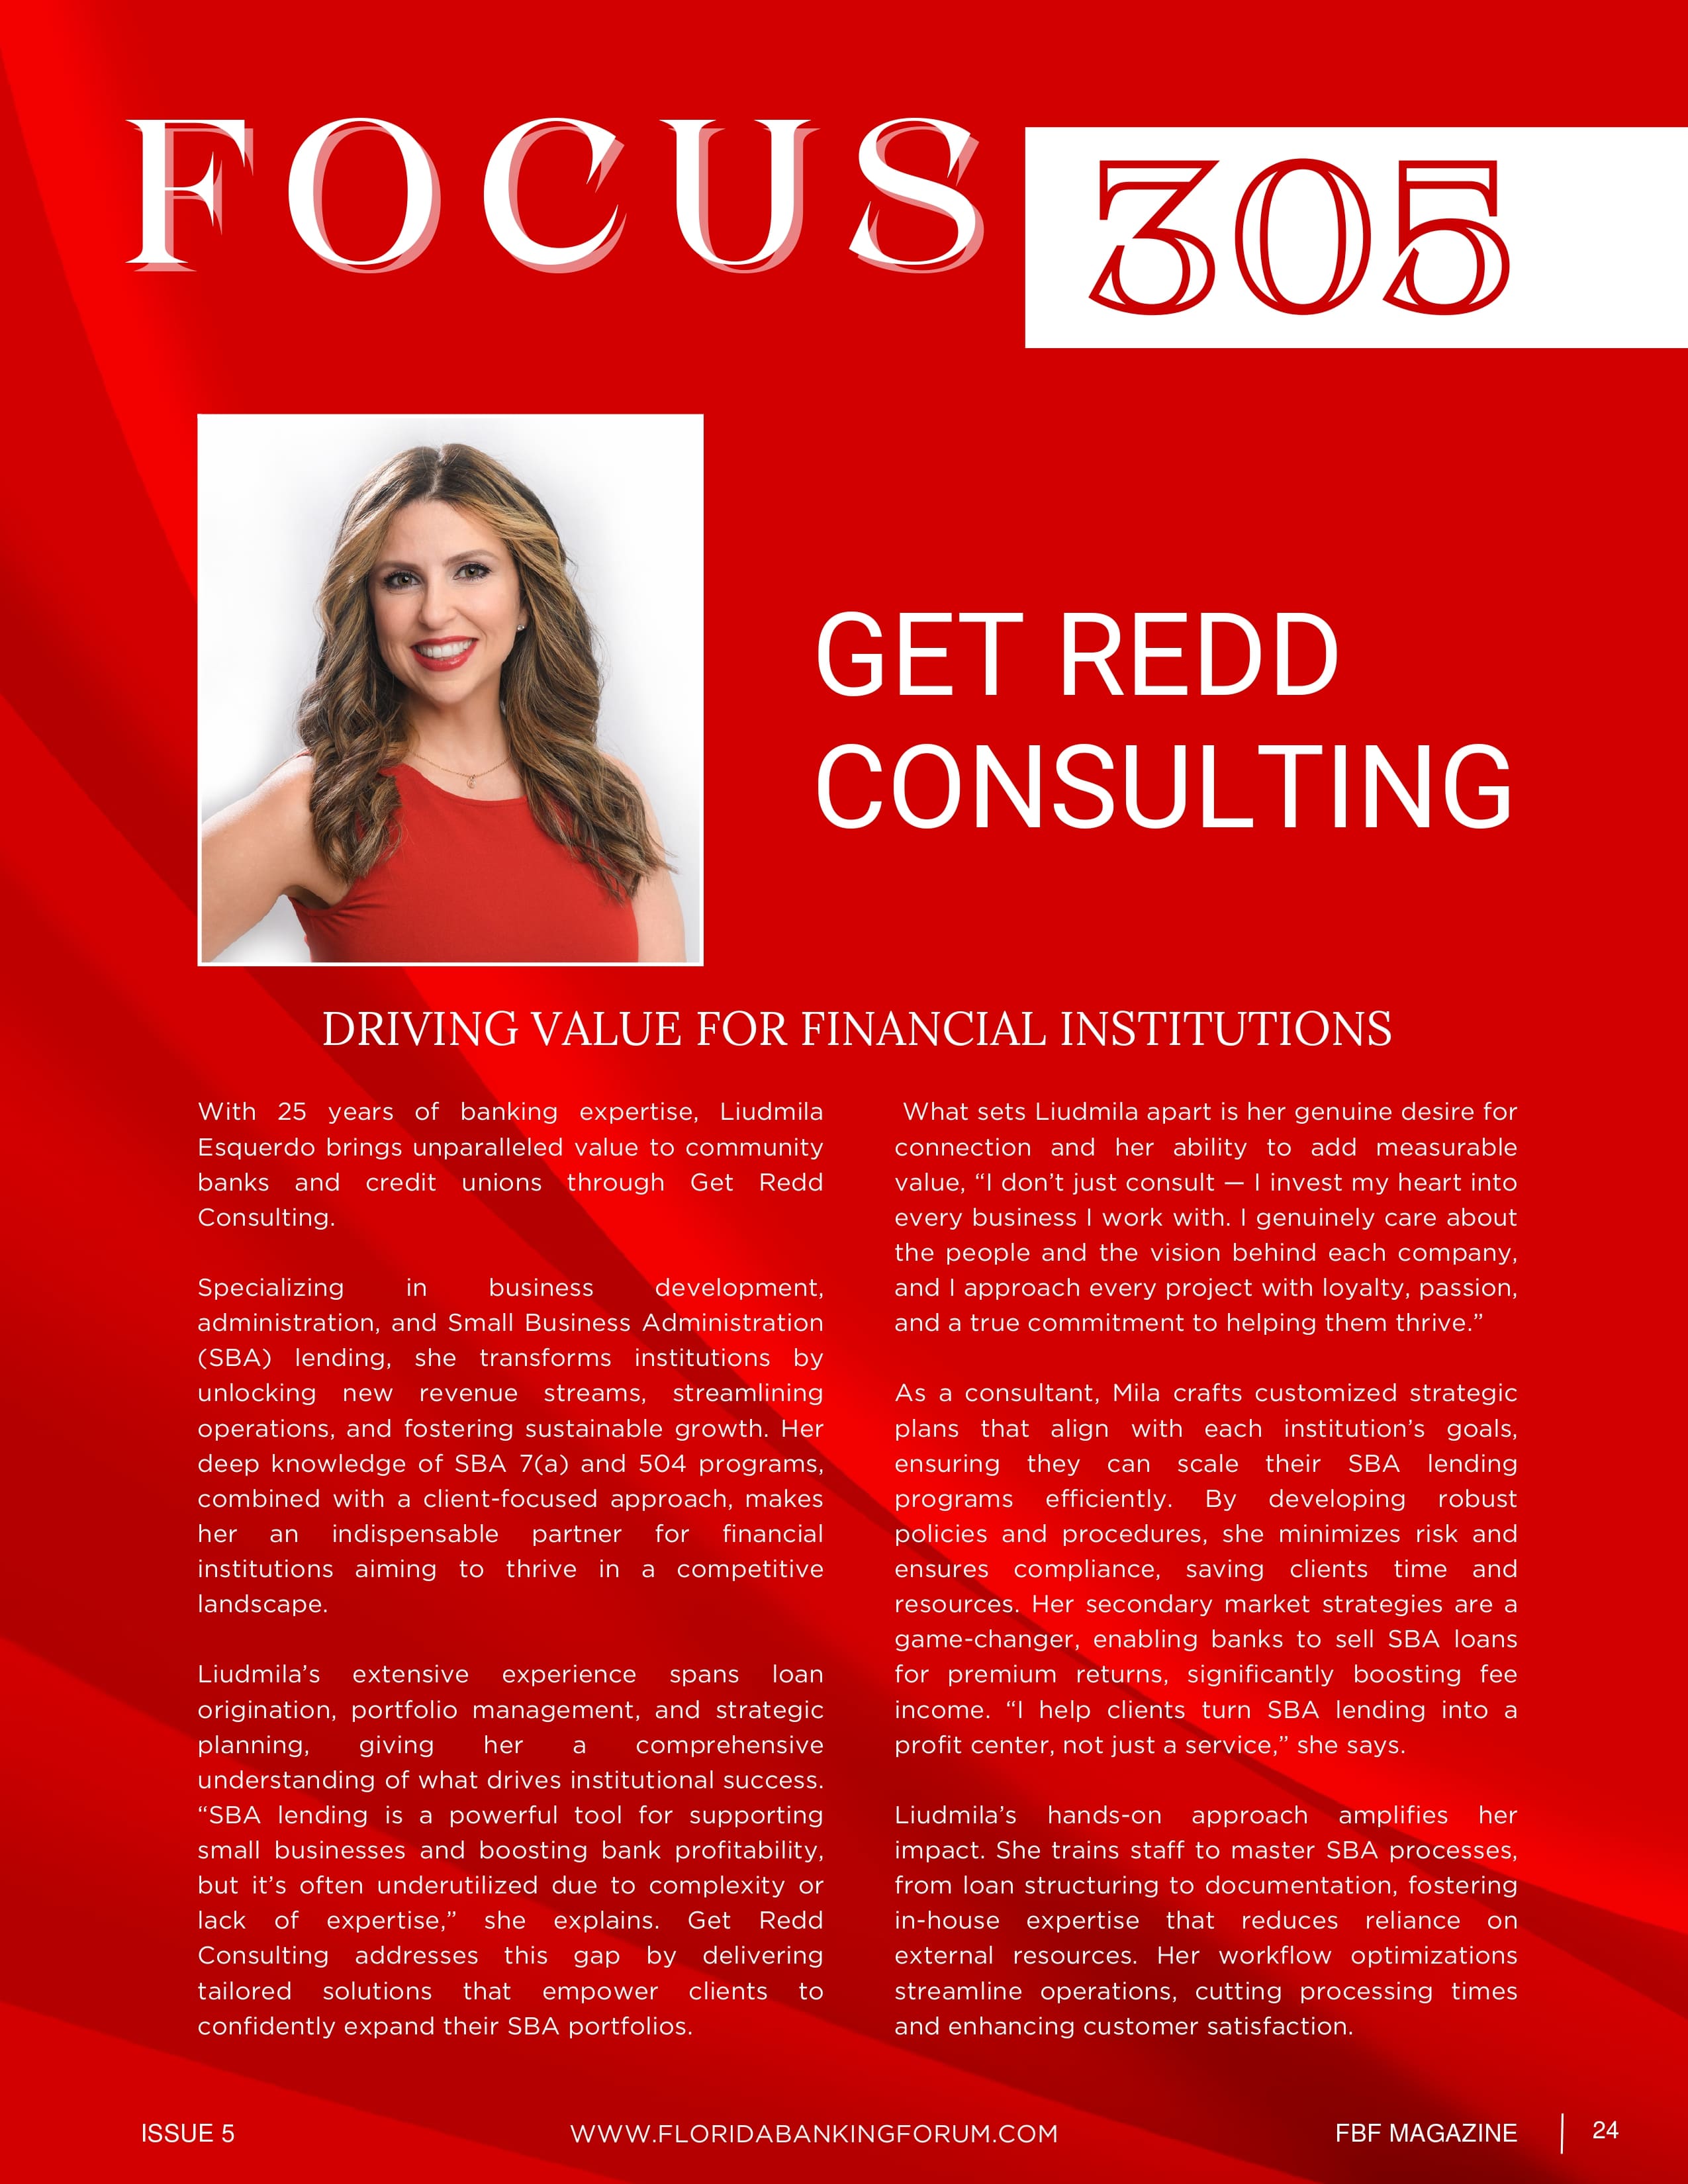 FOCUS
305
GET REDD
CONSULTING
DRIVING VALUE FOR FINANCIAL INSTITUTIONS
With 25 years of banking expertise, Liudmila
Esquerdo brings unparalleled value to community
banks and credit unions through Get Redd
Consulting.
Specializing in business development,
administration, and Small Business Administration
(SBA) lending, she transforms institutions by
unlocking new revenue streams, streamlining
operations, and fostering sustainable growth. Her
deep knowledge of SBA 7(a) and 504 programs,
combined with a client-focused approach, makes
her an indispensable partner for financial
institutions aiming to thrive in a competitive
landscape.
Liudmila’s extensive experience spans loan
origination, portfolio management, and strategic
planning, giving her a comprehensive
understanding of what drives institutional success.
“SBA lending is a powerful tool for supporting
small businesses and boosting bank profitability,
but it’s often underutilized due to complexity or
lack of expertise,” she explains. Get Redd
Consulting addresses this gap by delivering
tailored solutions that empower clients to
confidently expand their SBA portfolios.
What sets Liudmila apart is her genuine desire for
connection and her ability to add measurable
value, “I don’t just consult — I invest my heart into
every business I work with. I genuinely care about
the people and the vision behind each company,
and I approach every project with loyalty, passion,
and a true commitment to helping them thrive.”
As a consultant, Mila crafts customized strategic
plans that align with each institution’s goals,
ensuring they can scale their SBA lending
programs efficiently. By developing robust
policies and procedures, she minimizes risk and
ensures compliance, saving clients time and
resources. Her secondary market strategies are a
game-changer, enabling banks to sell SBA loans
for premium returns, significantly boosting fee
income. “I help clients turn SBA lending into a
profit center, not just a service,” she says.
Liudmila’s hands-on approach amplifies her
impact. She trains staff to master SBA processes,
from loan structuring to documentation, fostering
in-house expertise that reduces reliance on
external resources. Her workflow optimizations
streamline operations, cutting processing times
and enhancing customer satisfaction.
ISSUE 5
WWW.FLORIDABANKINGFORUM.COM
FBF MAGAZINE | 24